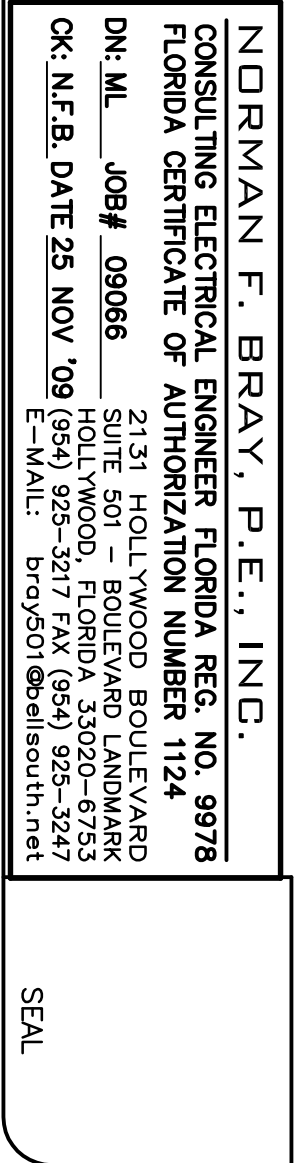 NORMAN F. BRAY, P.E., INC.
CONSULTING ELECTRICAL ENGINEER FLORIDA REG. NO. 9978
FLORIDA CERTIFICATE OF AUTHORIZATION NUMBER 1124
2131 HOLLYWOOD BOULEVARD
DN: ML JOB# 09066 SUITE 501 – BOULEVARD LANDMARK
HOLLYWOOD, FLORIDA 33020–6753
CK: N.F.B. DATE 25 NOV '09 (954) 925–3217 FAX (954) 925–3247
E–MAIL: bray501@bellsouth.net
SEAL